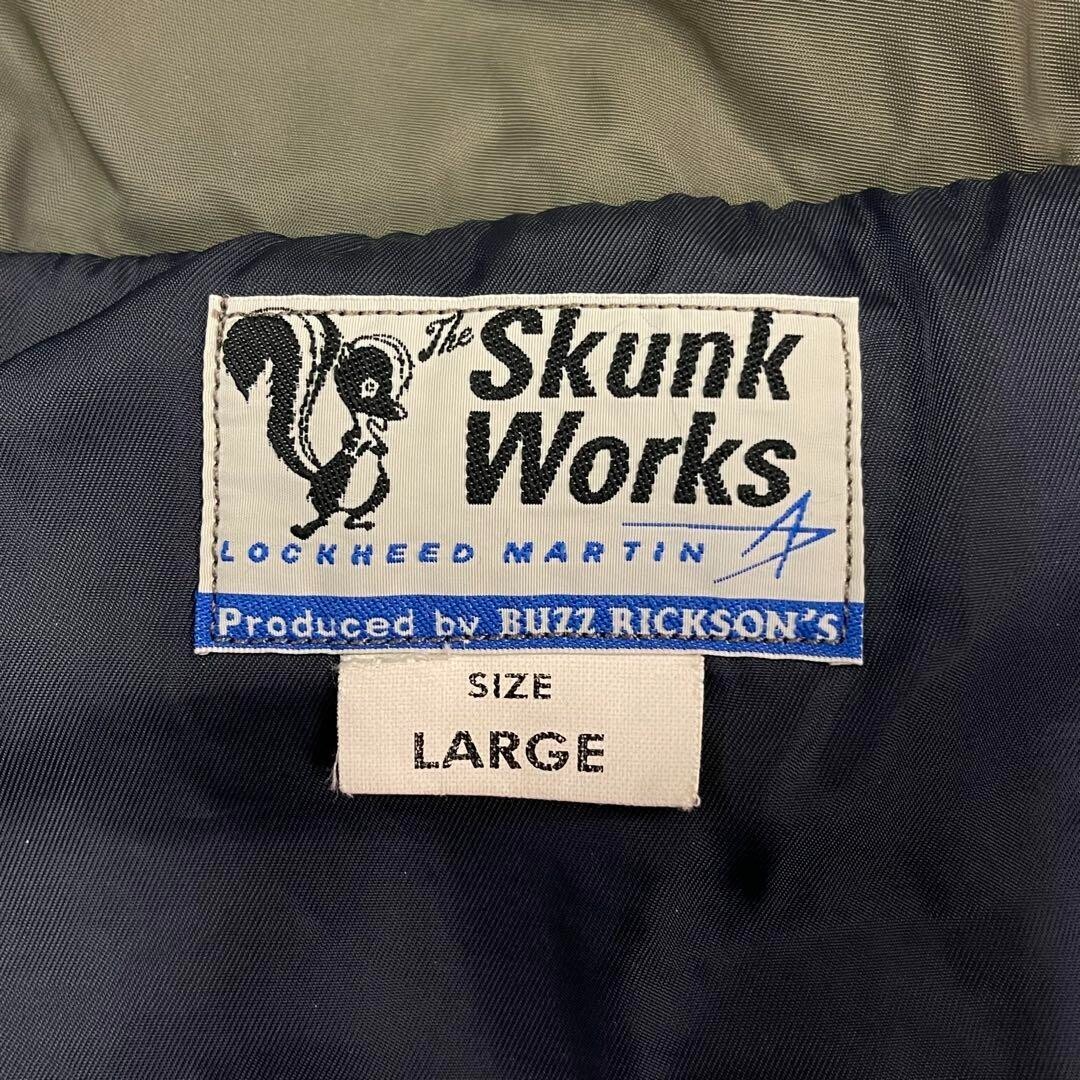 The Skunk
Works
LOCKHEED MARTIN
Produced by BUZZ RICKSON'S
SIZE
LARGE